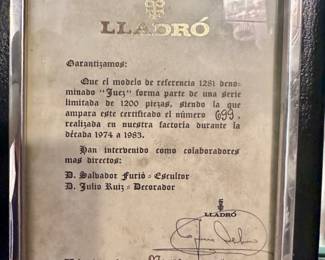 LLADRÓ
Garantizamos:
Que el modelo de referencia 1281 deno-
minado "Juez" forma parte de una serie
limitada de 1200 piezas, siendo la que
ampara este certificado el número 699,
realizada en nuestra factoría durante la
década 1974 a 1983.
Han intervenido como colaboradores
mas directos:
D. Salvador Furió - Escultor
D. Julio Ruiz - Decorador
LLADRÓ